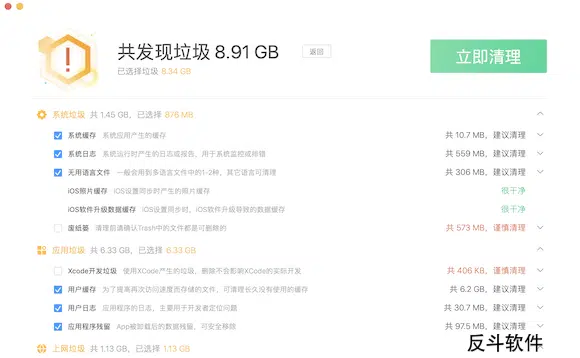 共发现垃圾 8.91 GB
返回
立即清理
已选择垃圾 8.34 GB
系统垃圾 共 1.45 GB，已选择 876 MB
系统缓存 系统应用产生的缓存 共 10.7 MB，建议清理
系统日志 系统运行时产生的日志或报告，用于系统监控或排错 共 559 MB，建议清理
无用语言文件 一般会用到多语言文件中的1-2种，其它语言可清理 共 306 MB，建议清理
iOS照片缓存 iOS设置同步时产生的照片缓存 很干净
iOS软件升级数据缓存 iOS设置同步时，iOS软件升级导致的数据缓存 很干净
废纸篓 清理前请确认Trash中的文件都是可删除的 共 573 MB，谨慎清理
应用垃圾 共 6.33 GB，已选择 6.33 GB
Xcode开发垃圾 使用XCode产生的垃圾，删除不会影响XCode的实际开发 共 406 KB，谨慎清理
用户缓存 为了提高再次访问速度而存储的文件，可清理长久没有使用的缓存 共 6.2 GB，建议清理
用户日志 应用程序的日志，主要用于开发者定位问题 共 30.7 MB，建议清理
应用程序残留 App被卸载后的数据残留，可安全移除 共 97.5 MB，建议清理
上网垃圾 共 1.13 GB，已选择 1.13 GB
反斗软件